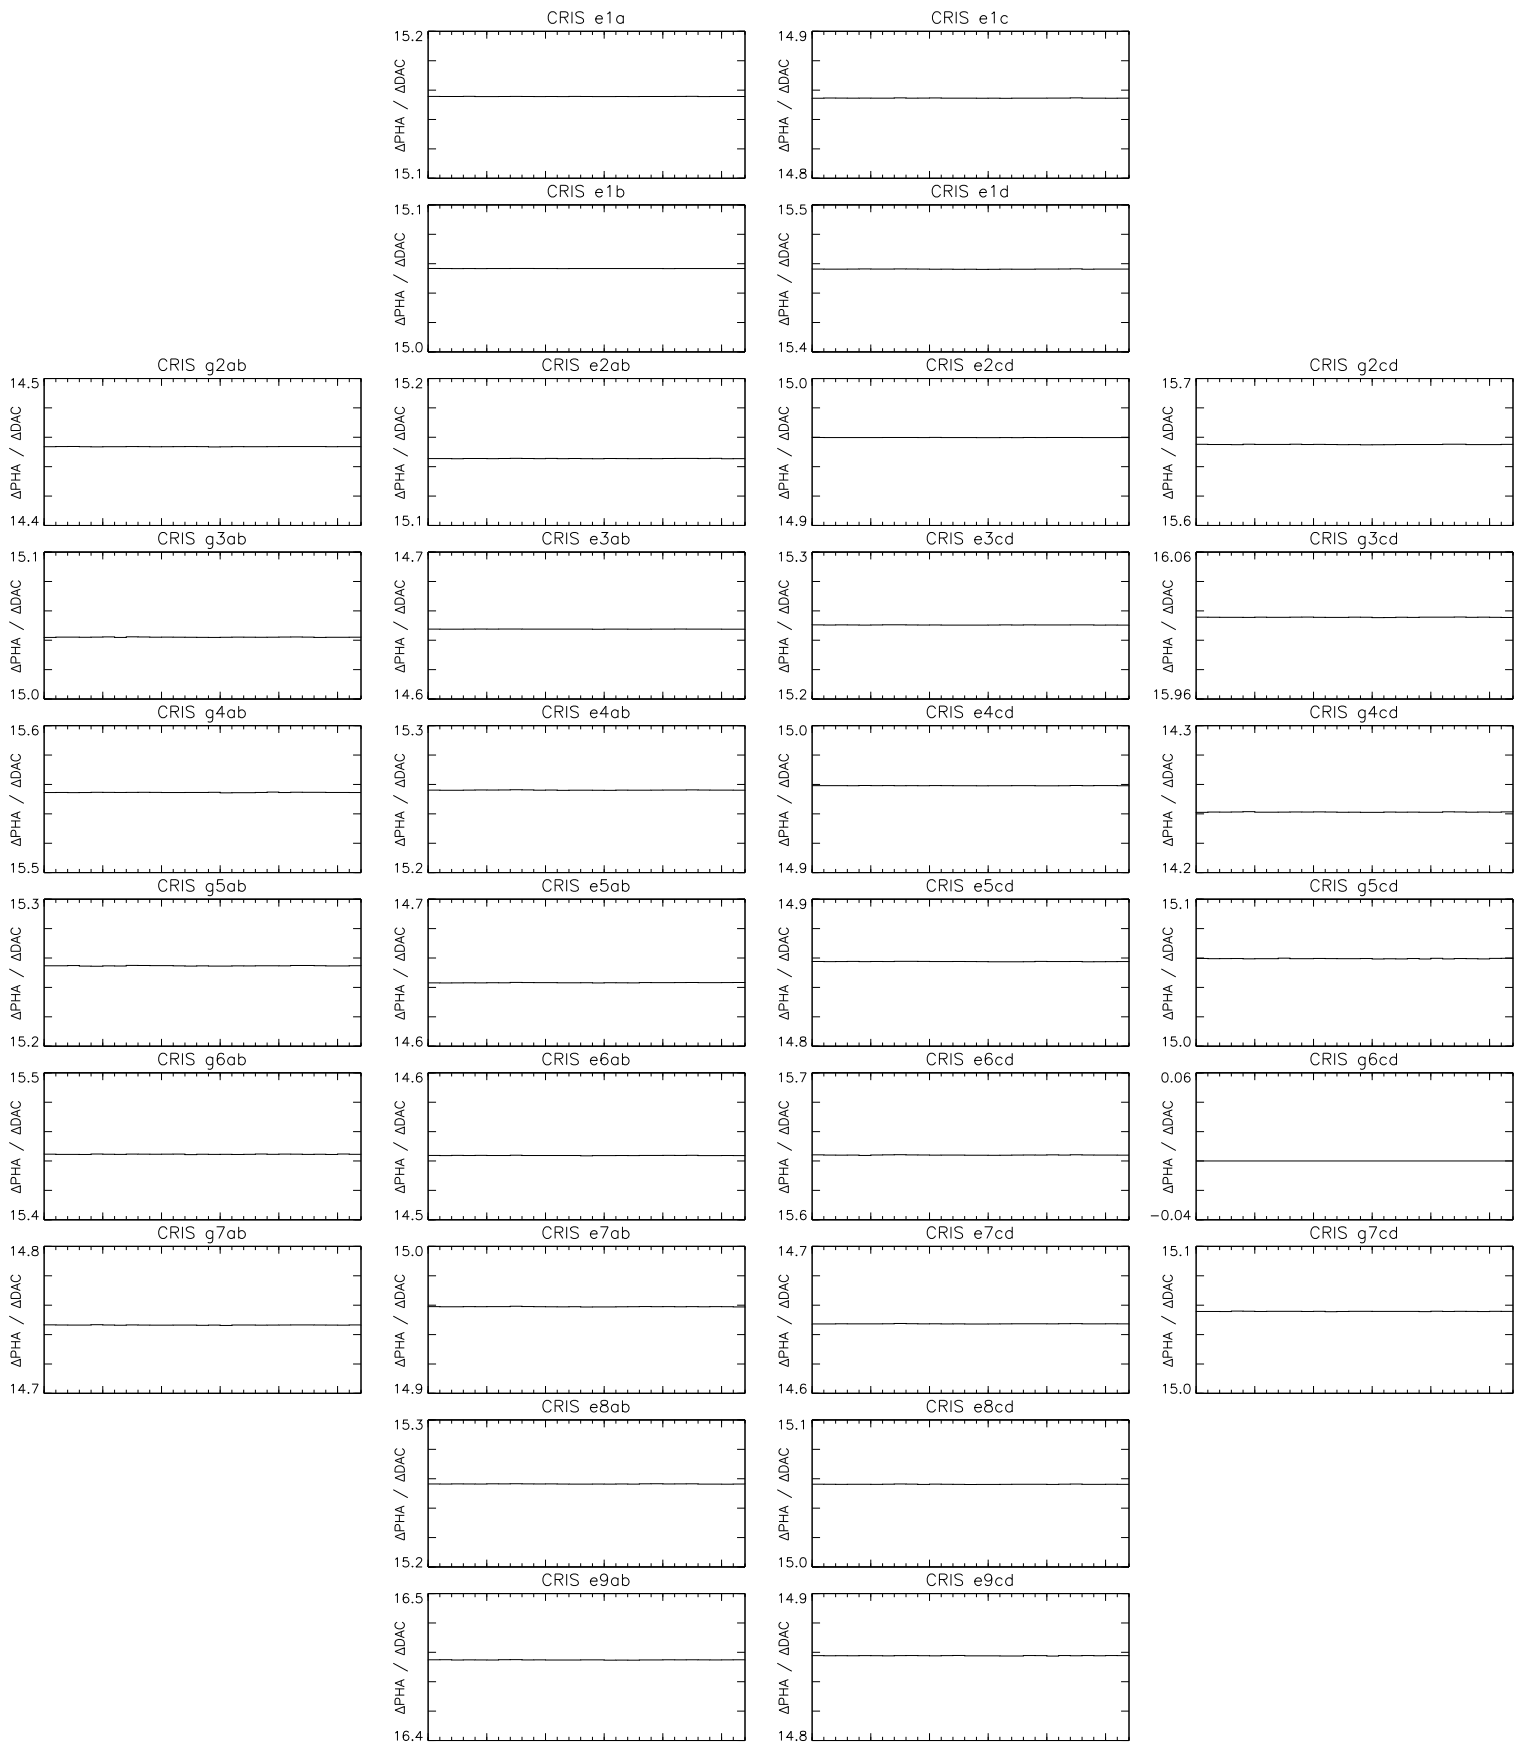 CRIS e1a
15.2
ΔPHA / ΔDAC
15.1
CRIS e1c
14.9
ΔPHA / ΔDAC
14.8
CRIS e1b
15.1
ΔPHA / ΔDAC
15.0
CRIS e1d
15.5
ΔPHA / ΔDAC
15.4
CRIS g2ab
14.5
ΔPHA / ΔDAC
14.4
CRIS e2ab
15.2
ΔPHA / ΔDAC
15.1
CRIS e2cd
15.0
ΔPHA / ΔDAC
14.9
CRIS g2cd
15.7
ΔPHA / ΔDAC
15.6
CRIS g3ab
15.1
ΔPHA / ΔDAC
15.0
CRIS e3ab
14.7
ΔPHA / ΔDAC
14.6
CRIS e3cd
15.3
ΔPHA / ΔDAC
15.2
CRIS g3cd
16.06
ΔPHA / ΔDAC
15.96
CRIS g4ab
15.6
ΔPHA / ΔDAC
15.5
CRIS e4ab
15.3
ΔPHA / ΔDAC
15.2
CRIS e4cd
15.0
ΔPHA / ΔDAC
14.9
CRIS g4cd
14.3
ΔPHA / ΔDAC
14.2
CRIS g5ab
15.3
ΔPHA / ΔDAC
15.2
CRIS e5ab
14.7
ΔPHA / ΔDAC
14.6
CRIS e5cd
14.9
ΔPHA / ΔDAC
14.8
CRIS g5cd
15.1
ΔPHA / ΔDAC
15.0
CRIS g6ab
15.5
ΔPHA / ΔDAC
15.4
CRIS e6ab
14.6
ΔPHA / ΔDAC
14.5
CRIS e6cd
15.7
ΔPHA / ΔDAC
15.6
CRIS g6cd
0.06
ΔPHA / ΔDAC
−0.04
CRIS g7ab
14.8
ΔPHA / ΔDAC
14.7
CRIS e7ab
15.0
ΔPHA / ΔDAC
14.9
CRIS e7cd
14.7
ΔPHA / ΔDAC
14.6
CRIS g7cd
15.1
ΔPHA / ΔDAC
15.0
CRIS e8ab
15.3
ΔPHA / ΔDAC
15.2
CRIS e8cd
15.1
ΔPHA / ΔDAC
15.0
CRIS e9ab
16.5
ΔPHA / ΔDAC
16.4
CRIS e9cd
14.9
ΔPHA / ΔDAC
14.8